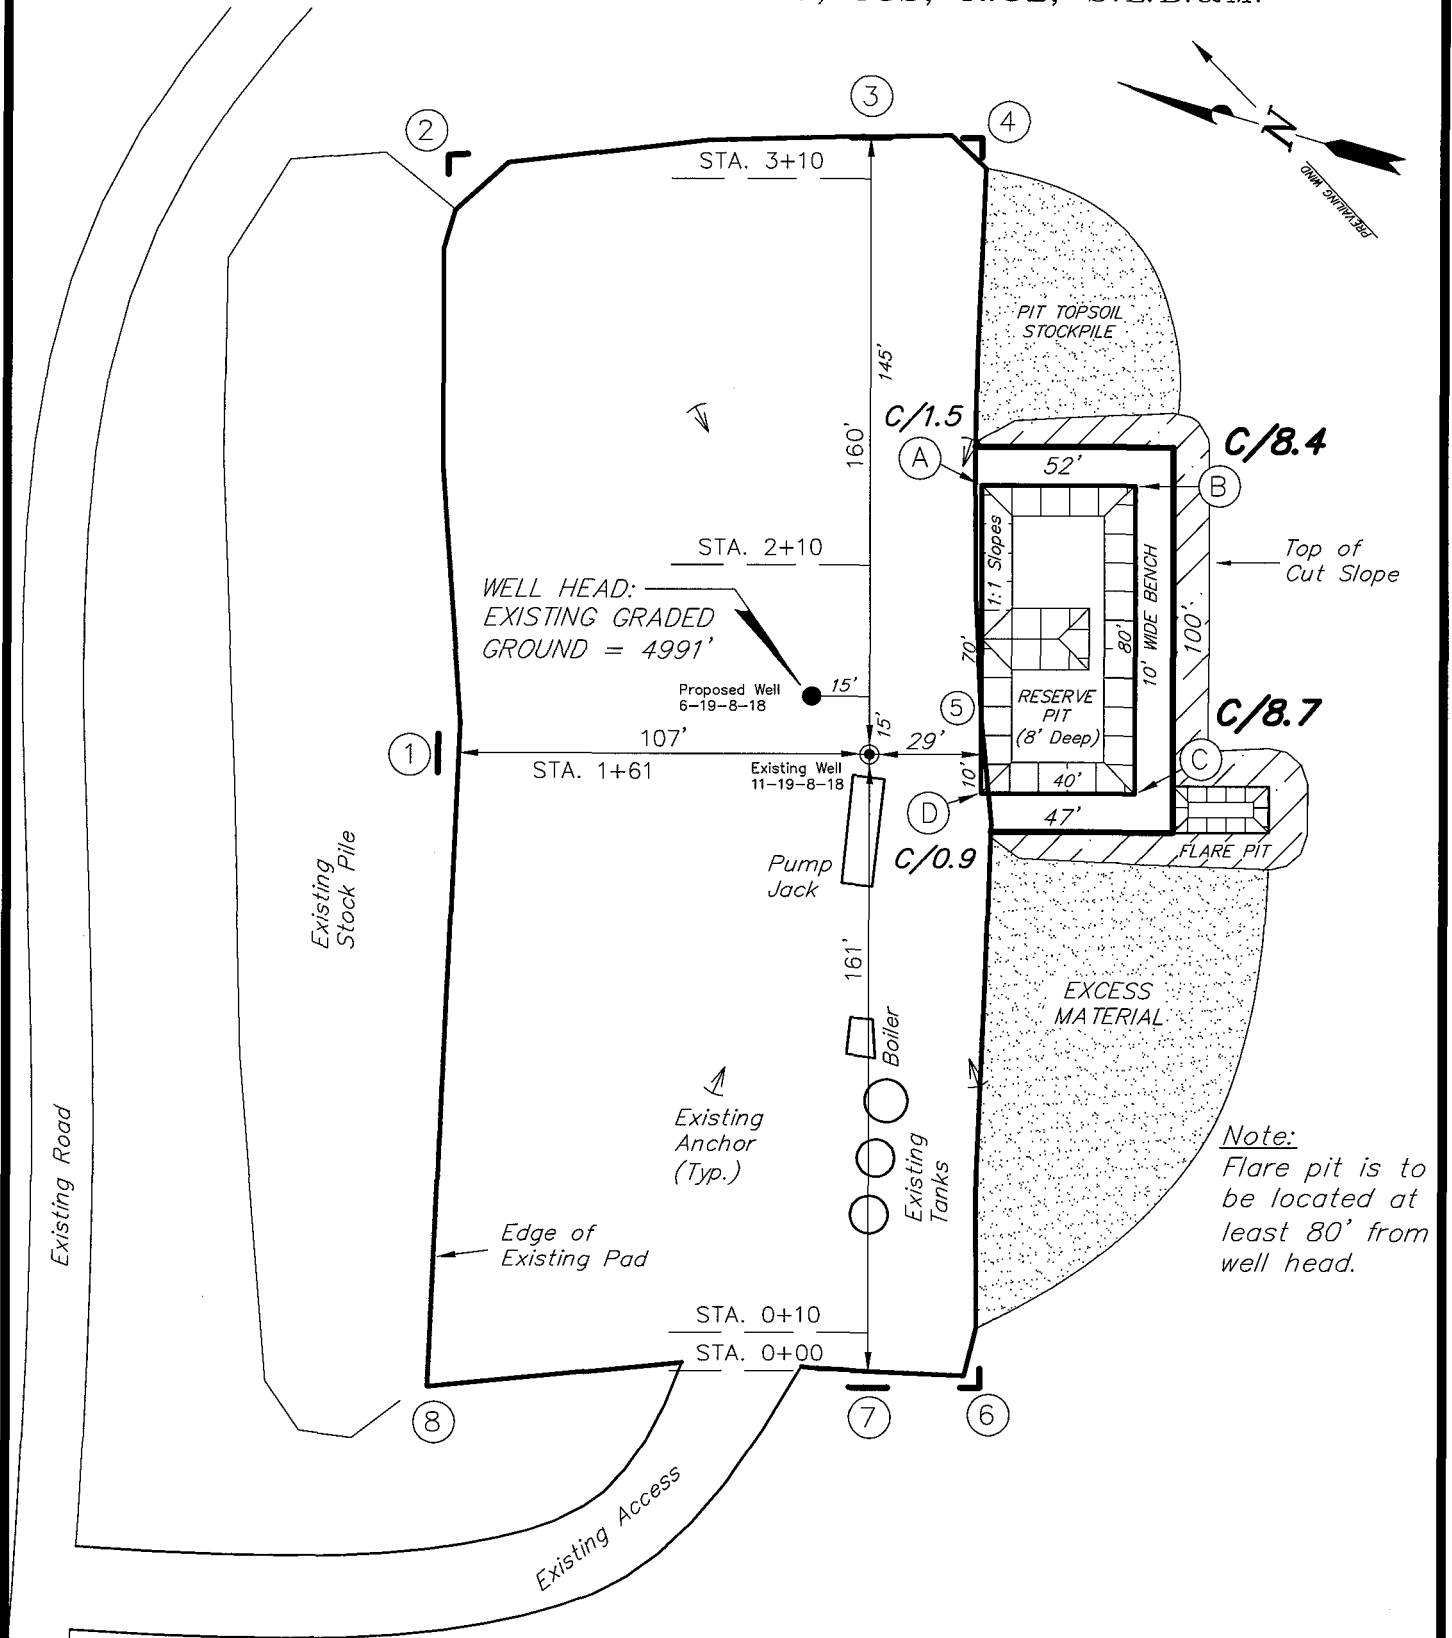 3
2
4
STA. 3+10
N
PREVAILING WIND
PIT TOPSOIL
STOCKPILE
145'
160'
C/1.5
C/8.4
A
52'
B
1:1 Slopes
STA. 2+10
Top of
Cut Slope
WELL HEAD:
EXISTING GRADED
GROUND = 4991'
10' WIDE BENCH
100'
80'
70'
Proposed Well
6-19-8-18
15'
RESERVE
PIT
(8' Deep)
5
C/8.7
15'
1
107'
29'
STA. 1+61
Existing Well
11-19-8-18
10'
40'
C
D
47'
C/0.9
FLARE PIT
Pump
Jack
Existing
Stock Pile
161'
EXCESS
MATERIAL
Boiler
Existing
Anchor
(Typ.)
Existing
Tanks
Note:
Flare pit is to
be located at
least 80' from
well head.
Existing Road
Edge of
Existing Pad
STA. 0+10
STA. 0+00
8
7
6
Existing Access